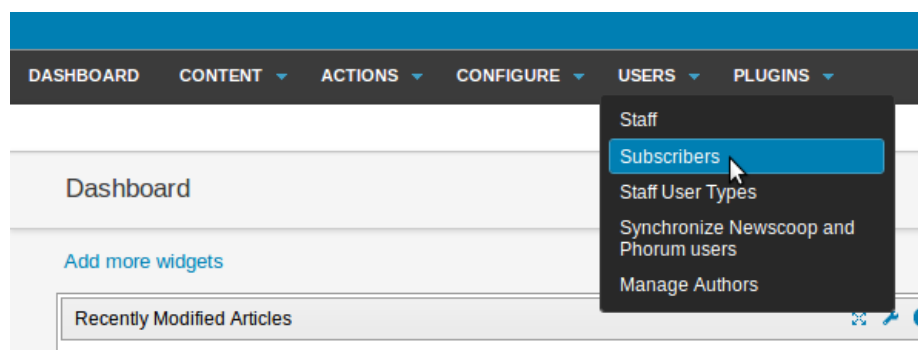 DASHBOARD CONTENT ACTIONS CONFIGURE USERS PLUGINS
Staff
Subscribers
Staff User Types
Synchronize Newscoop and
Phorum users
Manage Authors
Dashboard
Add more widgets
Recently Modified Articles